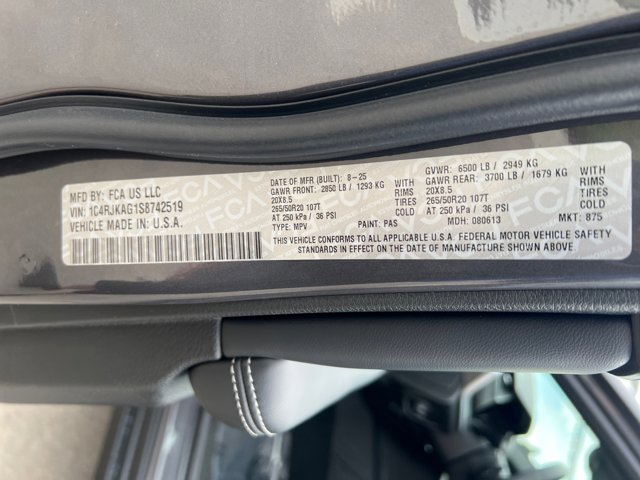 MFD BY: FCA US LLC
VIN: 1C4RJKAG1S8742519
VEHICLE MADE IN: U.S.A.
DATE OF MFR (BUILT): 8-25 GVWR: 6500 LB / 2949 KG
GAWR FRONT: 2850 LB / 1293 KG WITH GAWR REAR: 3700 LB / 1679 KG WITH
20X8.5 RIMS 20X8.5 RIMS
265/50R20 107T TIRES 265/50R20 107T TIRES
AT 250 kPa / 36 PSI COLD AT 250 kPa / 36 PSI COLD
TYPE: MPV PAINT: PAS MDH: 080613 MKT: 875
THIS VEHICLE CONFORMS TO ALL APPLICABLE U.S.A. FEDERAL MOTOR VEHICLE SAFETY
STANDARDS IN EFFECT ON THE DATE OF MANUFACTURE SHOWN ABOVE